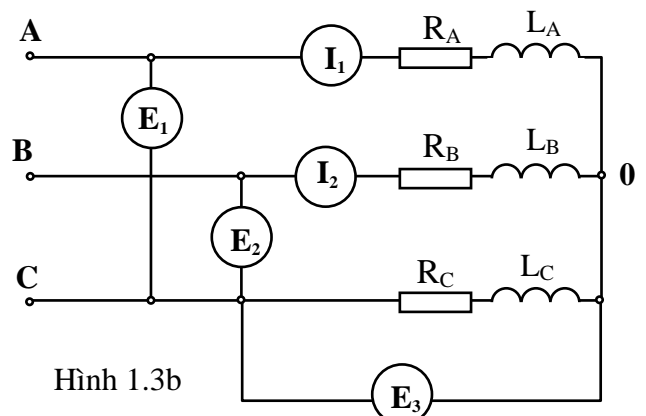 A I₁ R_A L_A
E₁
B I₂ R_B L_B 0
E₂
C R_C L_C
Hình 1.3b E₃